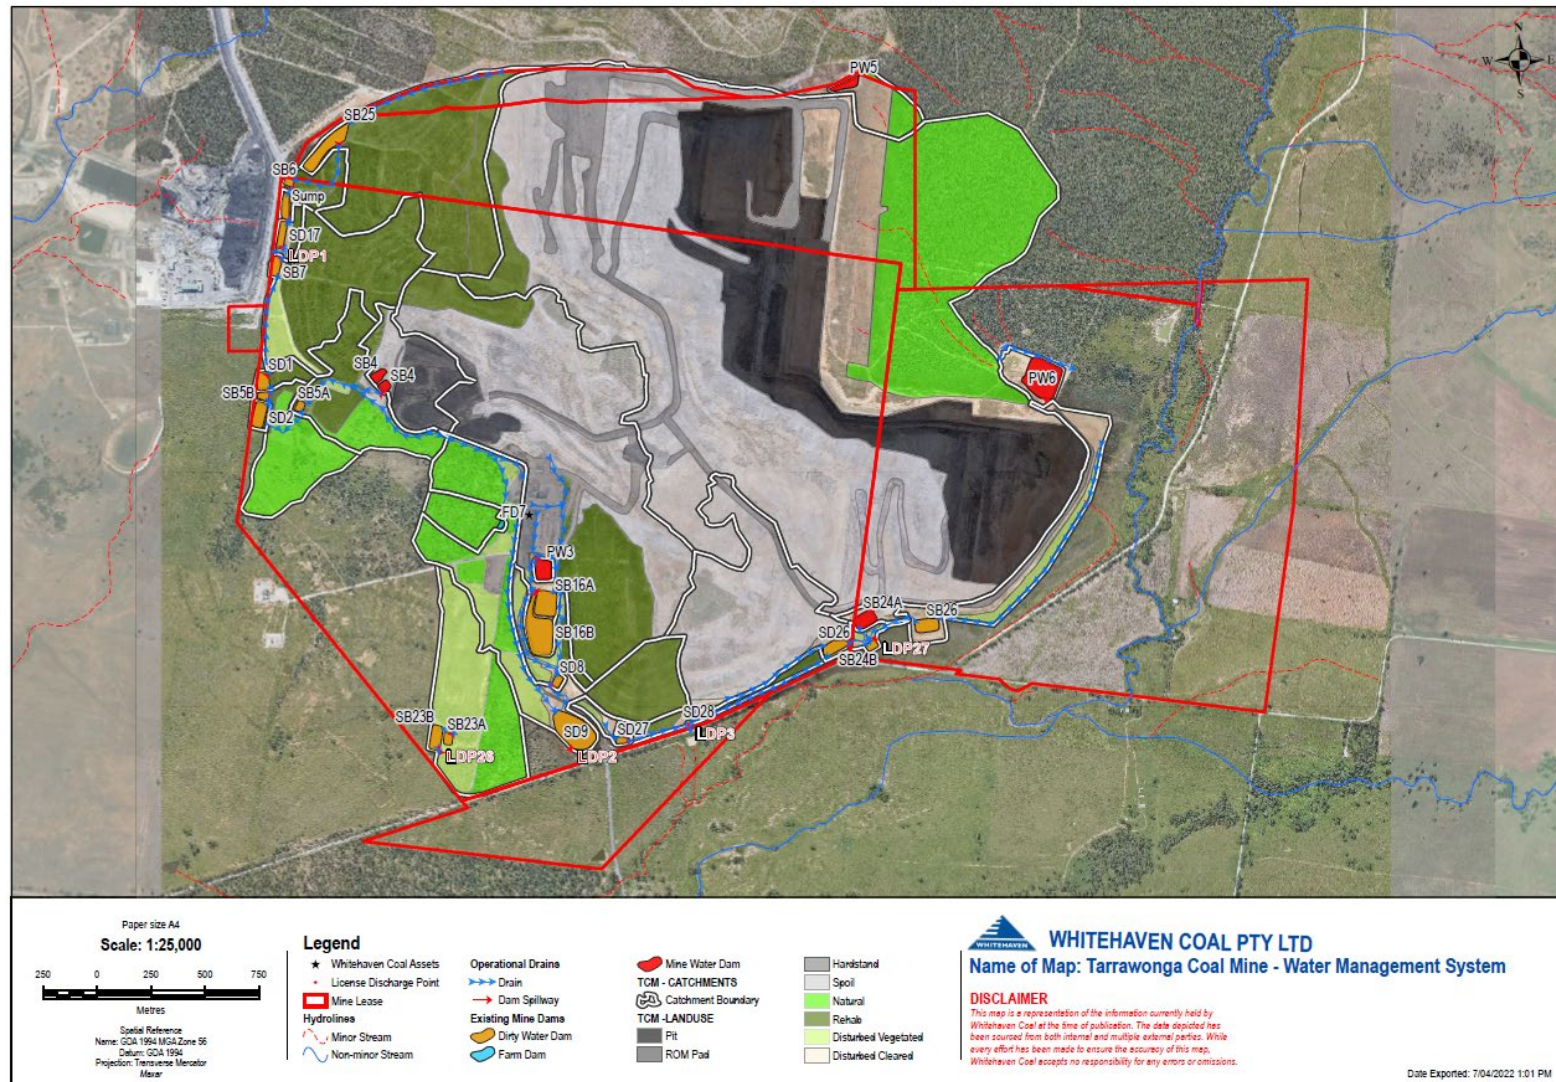 N
W
E
S
PW5
SB25
SB6
Sump
SD17
LDP1
SB7
SD1
SB4
SB4
SB5B
SB5A
SD2
PW6
FD7
PW3
SB16A
SB16B
SB24A
SB26
SD26
LDP27
SB24B
SD8
SB23B
SB23A
SD9
SD27
SD28
LDP3
LDP28
LDP2
Paper size A4
Scale: 1:25,000
250 0 250 500 750
Metres
Spatial Reference
Name: GDA 1994 MGA Zone 56
Datum: GDA 1994
Projection: Transverse Mercator
Maxar
Legend
Whitehaven Coal Assets
License Discharge Point
Mine Lease
Hydrolines
Minor Stream
Non-minor Stream
Operational Drains
Drain
Dam Spillway
Existing Mine Dams
Dirty Water Dam
Farm Dam
Mine Water Dam
TCM - CATCHMENTS
Catchment Boundary
TCM -LANDUSE
Pit
ROM Pad
Hardstand
Spoil
Natural
Rehab
Disturbed Vegetated
Disturbed Cleared
WHITEHAVEN
WHITEHAVEN COAL PTY LTD
Name of Map: Tarrawonga Coal Mine - Water Management System
DISCLAIMER
This map is a representation of the information currently held by
Whitehaven Coal at the time of publication. The data depicted has
been sourced from both internal and multiple external parties. While
every effort has been made to ensure the accuracy of this map,
Whitehaven Coal accepts no responsibility for any errors or omissions.
Date Exported: 7/04/2022 1:01 PM